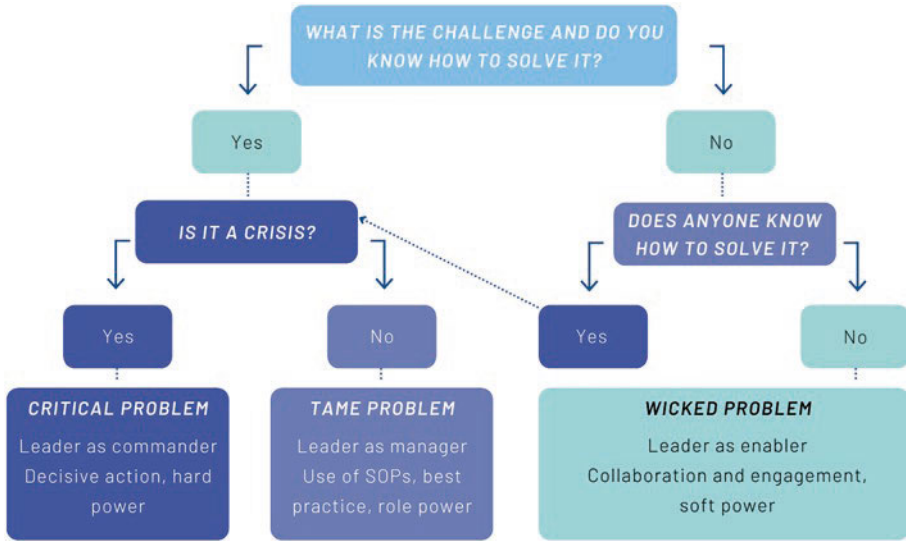 WHAT IS THE CHALLENGE AND DO YOU
KNOW HOW TO SOLVE IT?
Yes
No
IS IT A CRISIS?
DOES ANYONE KNOW
HOW TO SOLVE IT?
Yes
No
Yes
No
CRITICAL PROBLEM
Leader as commander
Decisive action, hard
power
TAME PROBLEM
Leader as manager
Use of SOPs, best
practice, role power
WICKED PROBLEM
Leader as enabler
Collaboration and engagement,
soft power